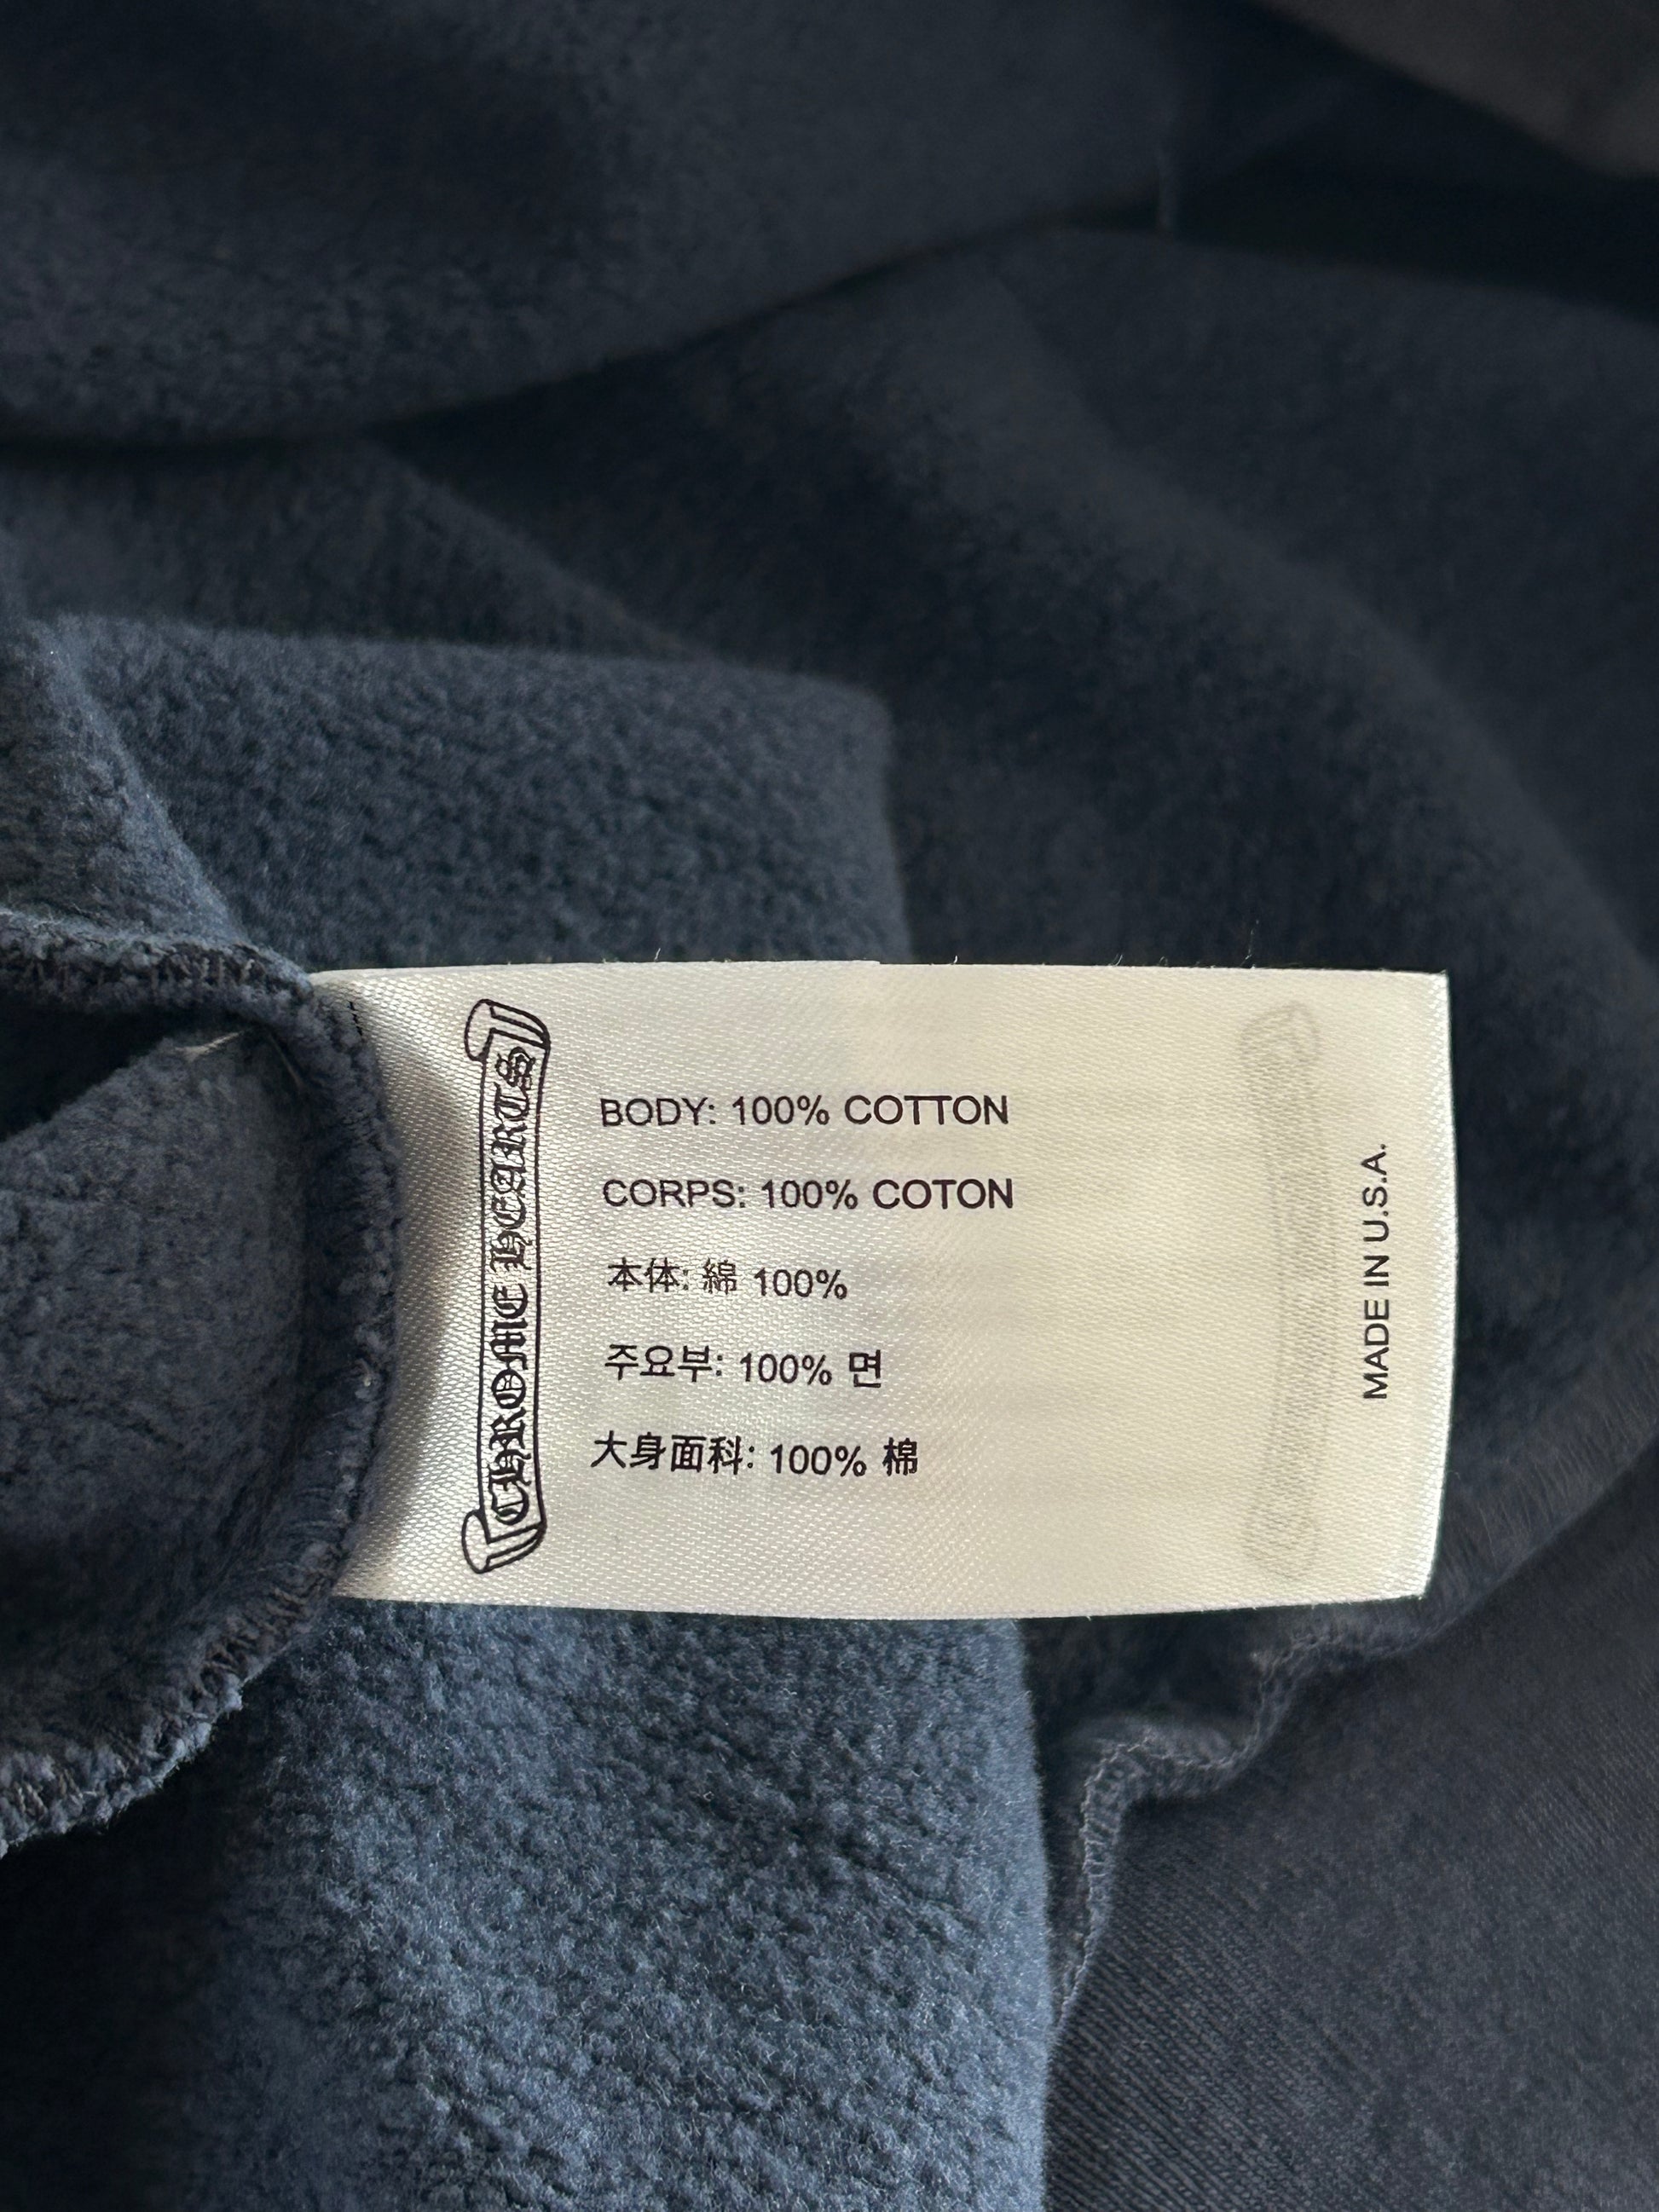 CHROME HEARTS
BODY: 100% COTTON
CORPS: 100% COTON
本体: 綿 100%
주요부: 100% 면
大身面科: 100% 棉
MADE IN U.S.A.